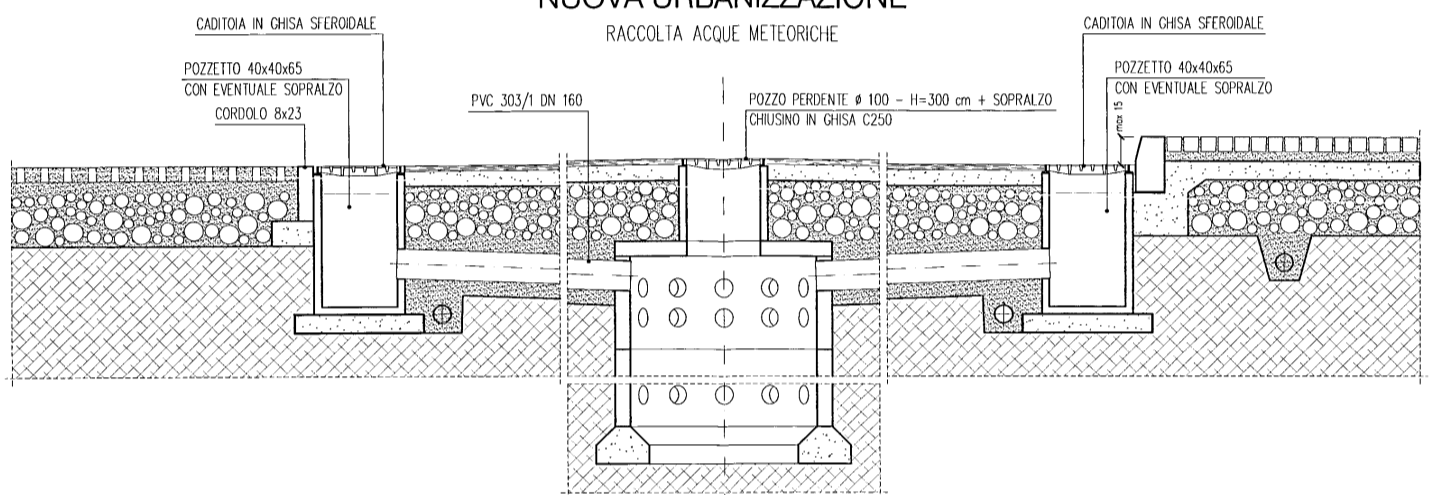 NUOVA URBANIZZAZIONE
RACCOLTA ACQUE METEORICHE
CADITOIA IN GHISA SFEROIDALE
POZZETTO 40x40x65
CON EVENTUALE SOPRALZO
CORDOLO 8x23
PVC 303/1 DN 160
POZZO PERDENTE ø 100 - H=300 cm + SOPRALZO
CHIUSINO IN GHISA C250
CADITOIA IN GHISA SFEROIDALE
POZZETTO 40x40x65
CON EVENTUALE SOPRALZO
max 15